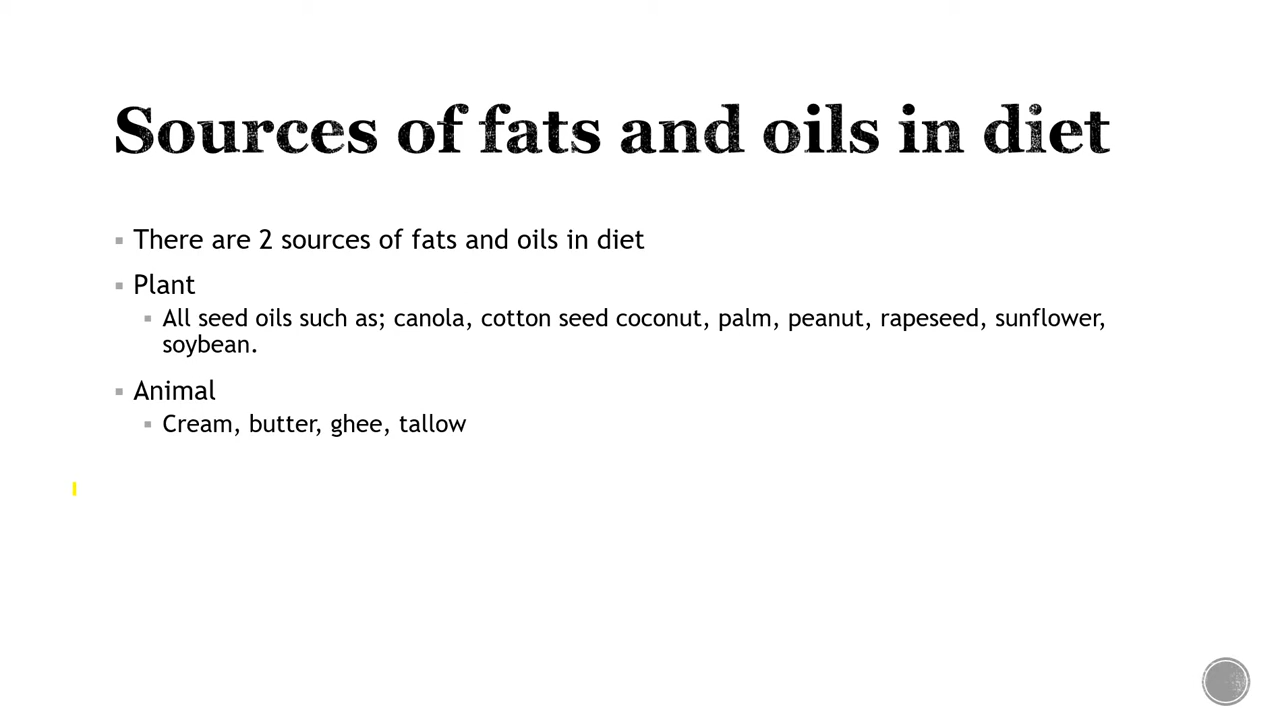 Sources of fats and oils in diet
There are 2 sources of fats and oils in diet
Plant
All seed oils such as; canola, cotton seed coconut, palm, peanut, rapeseed, sunflower,
soybean.
Animal
Cream, butter, ghee, tallow